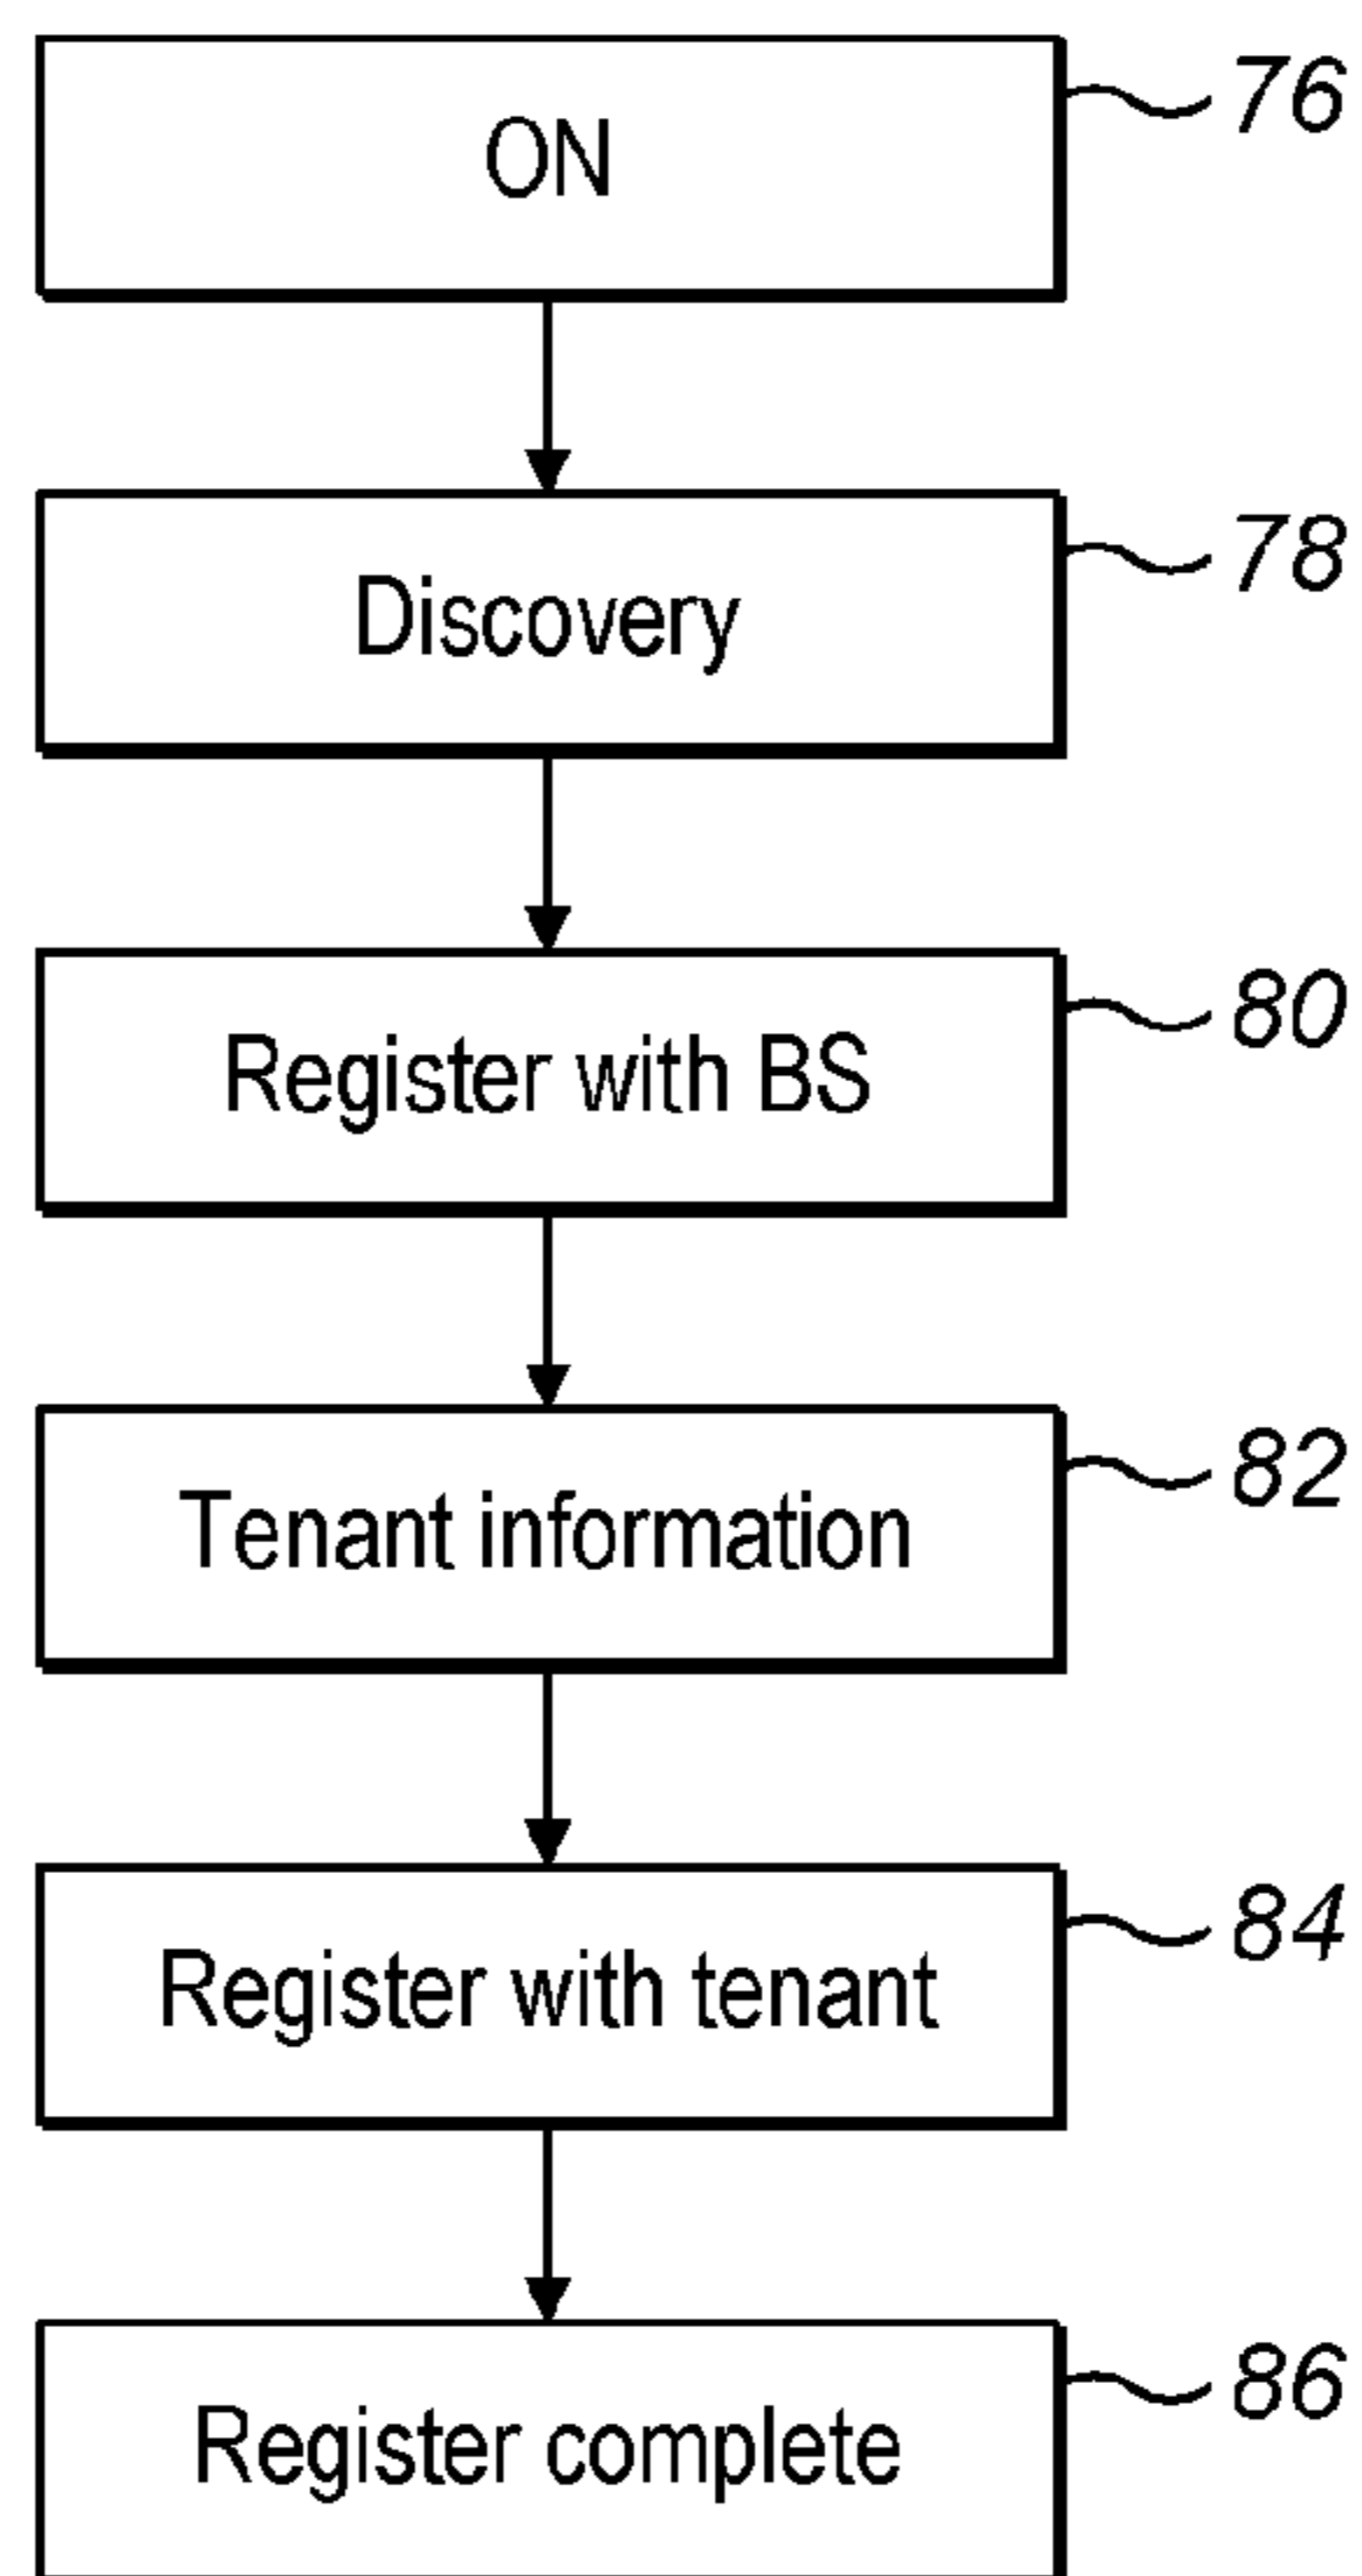 ON
76
Discovery
78
Register with BS
80
Tenant information
82
Register with tenant
84
Register complete
86